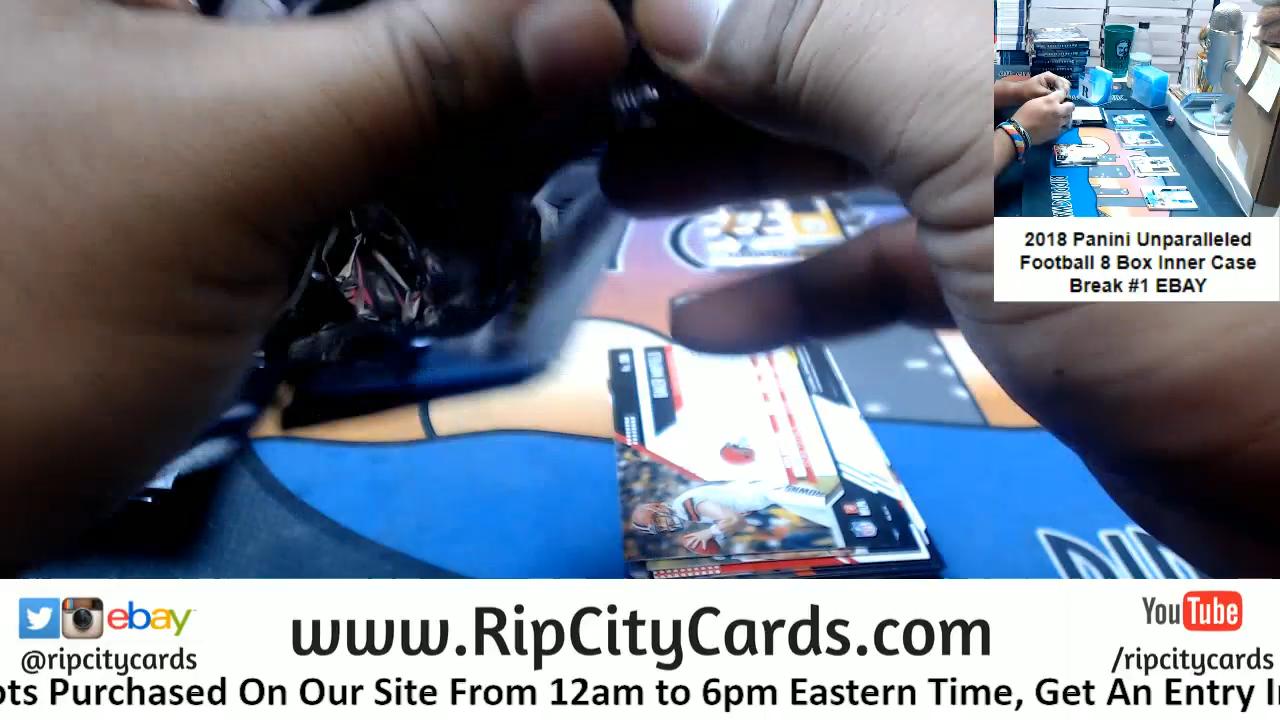 2018 Panini Unparalleled
Football 8 Box Inner Case
Break #1 EBAY
ebay
@ripcitycards
www.RipCityCards.com
YouTube
/ripcitycards
ots Purchased On Our Site From 12am to 6pm Eastern Time, Get An Entry I